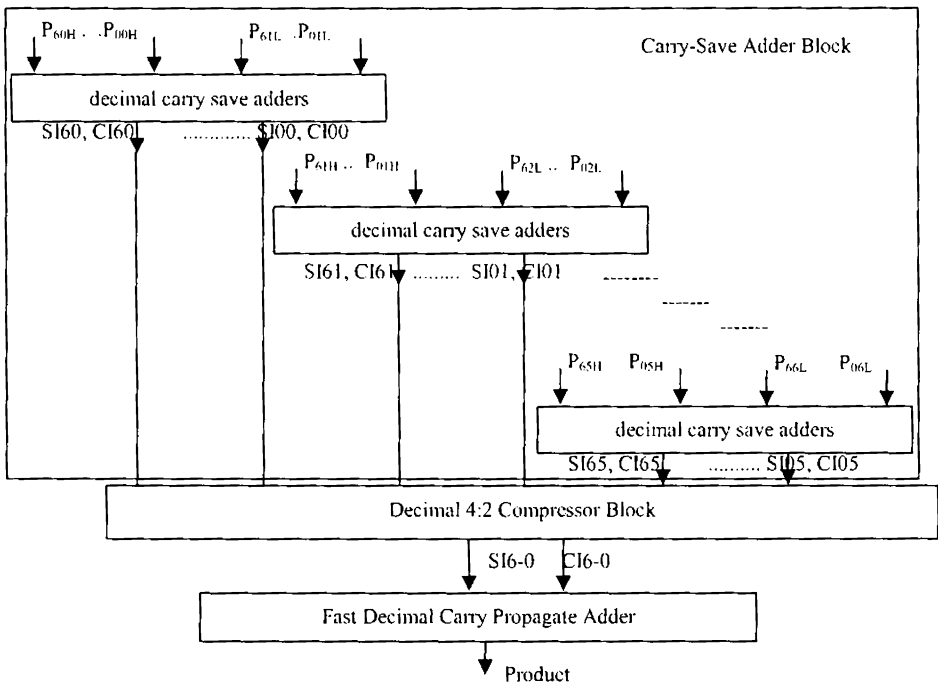 P60H . . .P00H P61L .P01L
Carry-Save Adder Block
decimal carry save adders
SI60, CI60 ............. SI00, CI00
P61H .. P01H P62L .. P02L
decimal carry save adders
SI61, CI61 ......... SI01, CI01
P65H P05H P66L P06L
decimal carry save adders
SI65, CI65 .......... SI05, CI05
Decimal 4:2 Compressor Block
SI6-0 CI6-0
Fast Decimal Carry Propagate Adder
Product